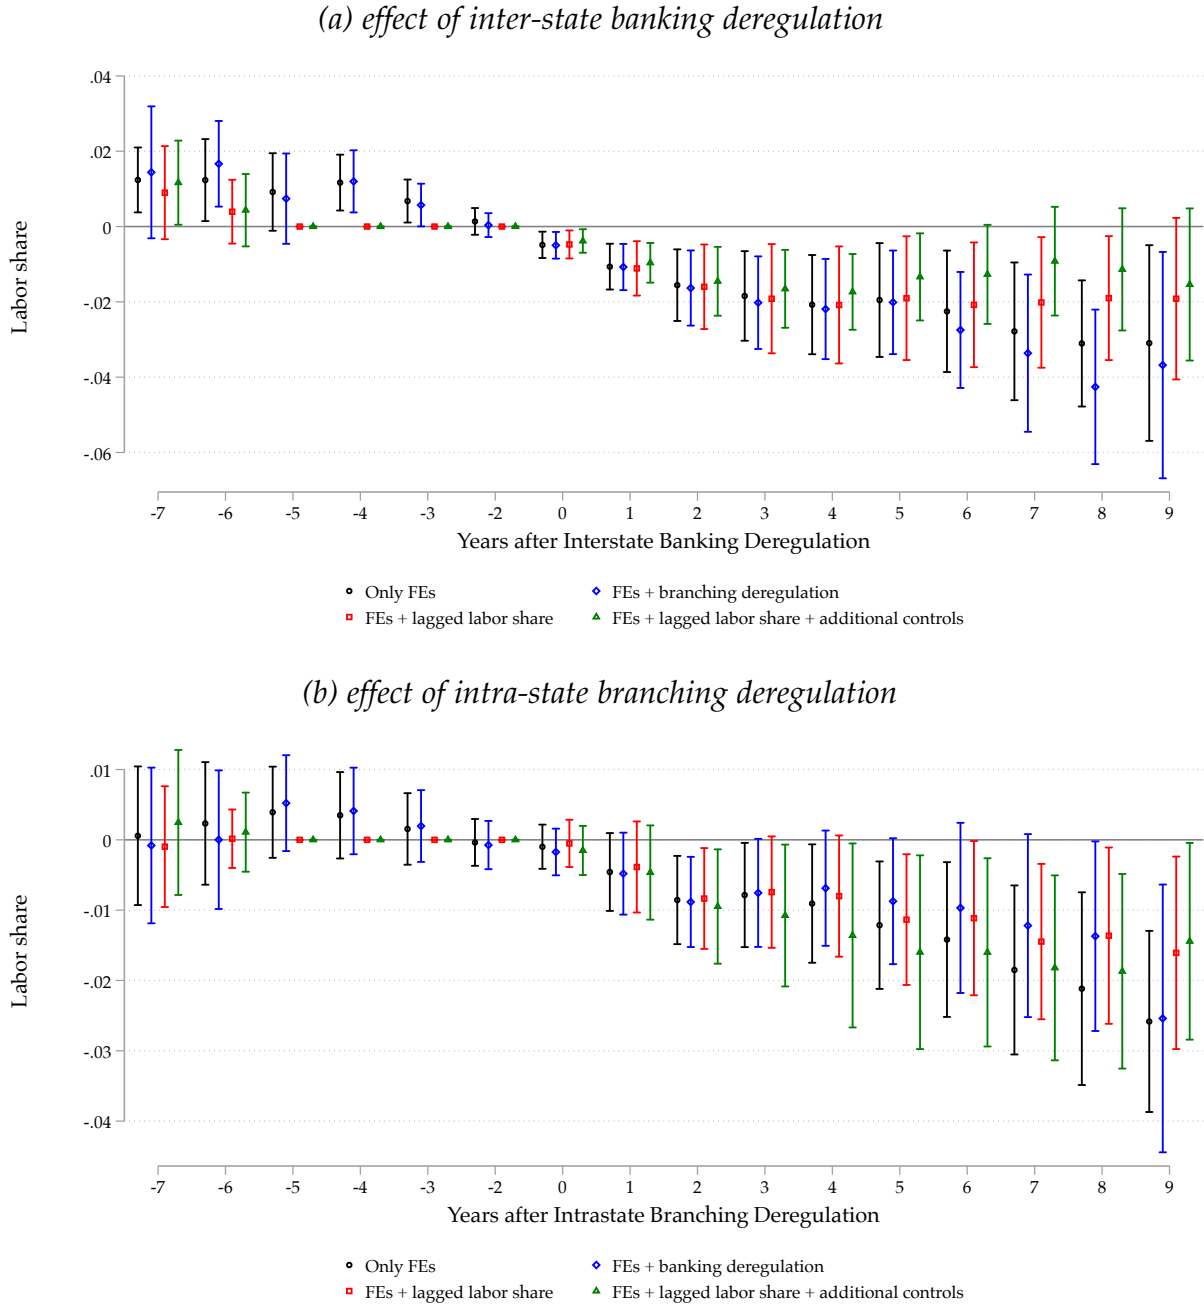 (a) effect of inter-state banking deregulation
.04
.02
0
-.02
-.04
-.06
Labor share
-7 -6 -5 -4 -3 -2 0 1 2 3 4 5 6 7 8 9
Years after Interstate Banking Deregulation
Only FEs
FEs + branching deregulation
FEs + lagged labor share
FEs + lagged labor share + additional controls
(b) effect of intra-state branching deregulation
.01
0
-.01
-.02
-.03
-.04
Labor share
-7 -6 -5 -4 -3 -2 0 1 2 3 4 5 6 7 8 9
Years after Intrastate Branching Deregulation
Only FEs
FEs + banking deregulation
FEs + lagged labor share
FEs + lagged labor share + additional controls